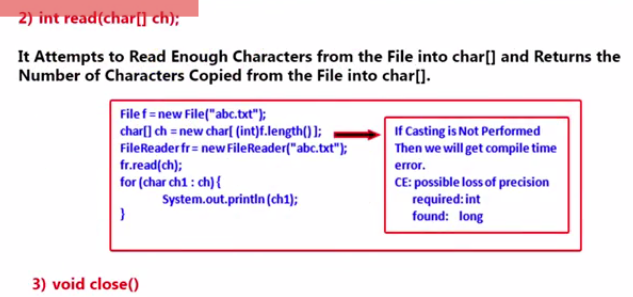 2) int read(char[] ch);
It Attempts to Read Enough Characters from the File into char[] and Returns the
Number of Characters Copied from the File into char[].
File f = new File("abc.txt");
char[] ch = new char[ (int)f.length() ];
FileReader fr = new FileReader("abc.txt");
fr.read(ch);
for (char ch1 : ch) {
System.out.println (ch1);
}
If Casting is Not Performed
Then we will get compile time
error.
CE: possible loss of precision
required: int
found: long
3) void close()